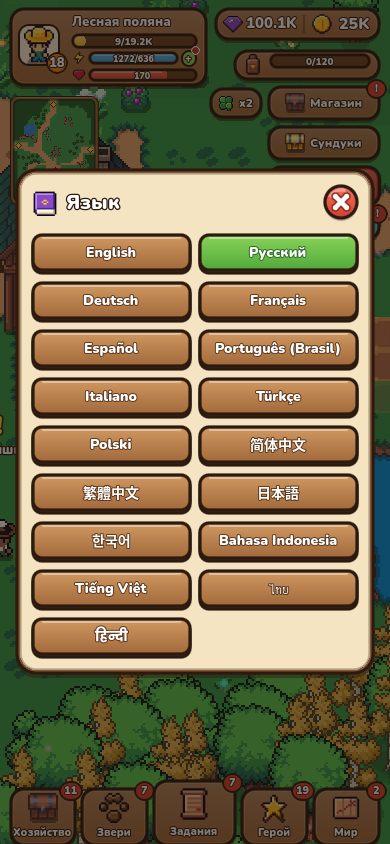 Лесная поляна
100.1K
25K
9/19.2K
18
1272/636
170
0/120
x2
Магазин
!
Сундуки
Язык
English
Русский
Deutsch
Français
Español
Português (Brasil)
Italiano
Türkçe
Polski
简体中文
繁體中文
日本語
한국어
Bahasa Indonesia
Tiếng Việt
ไทย
हिन्दी
11
7
7
19
2
Хозяйство
Звери
Задания
Герой
Мир